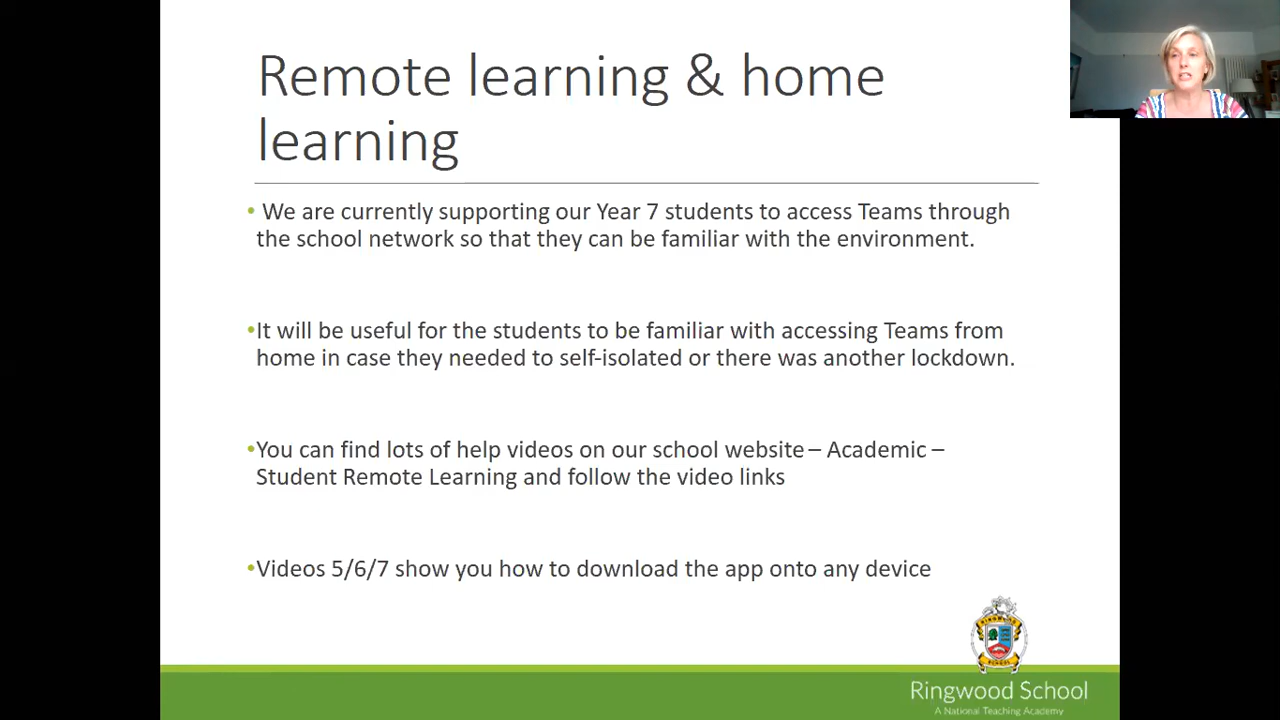 Remote learning & home
learning
• We are currently supporting our Year 7 students to access Teams through
the school network so that they can be familiar with the environment.
•It will be useful for the students to be familiar with accessing Teams from
home in case they needed to self-isolated or there was another lockdown.
•You can find lots of help videos on our school website – Academic –
Student Remote Learning and follow the video links
•Videos 5/6/7 show you how to download the app onto any device
RINGWOOD
SCHOOL
Ringwood School
A National Teaching Academy